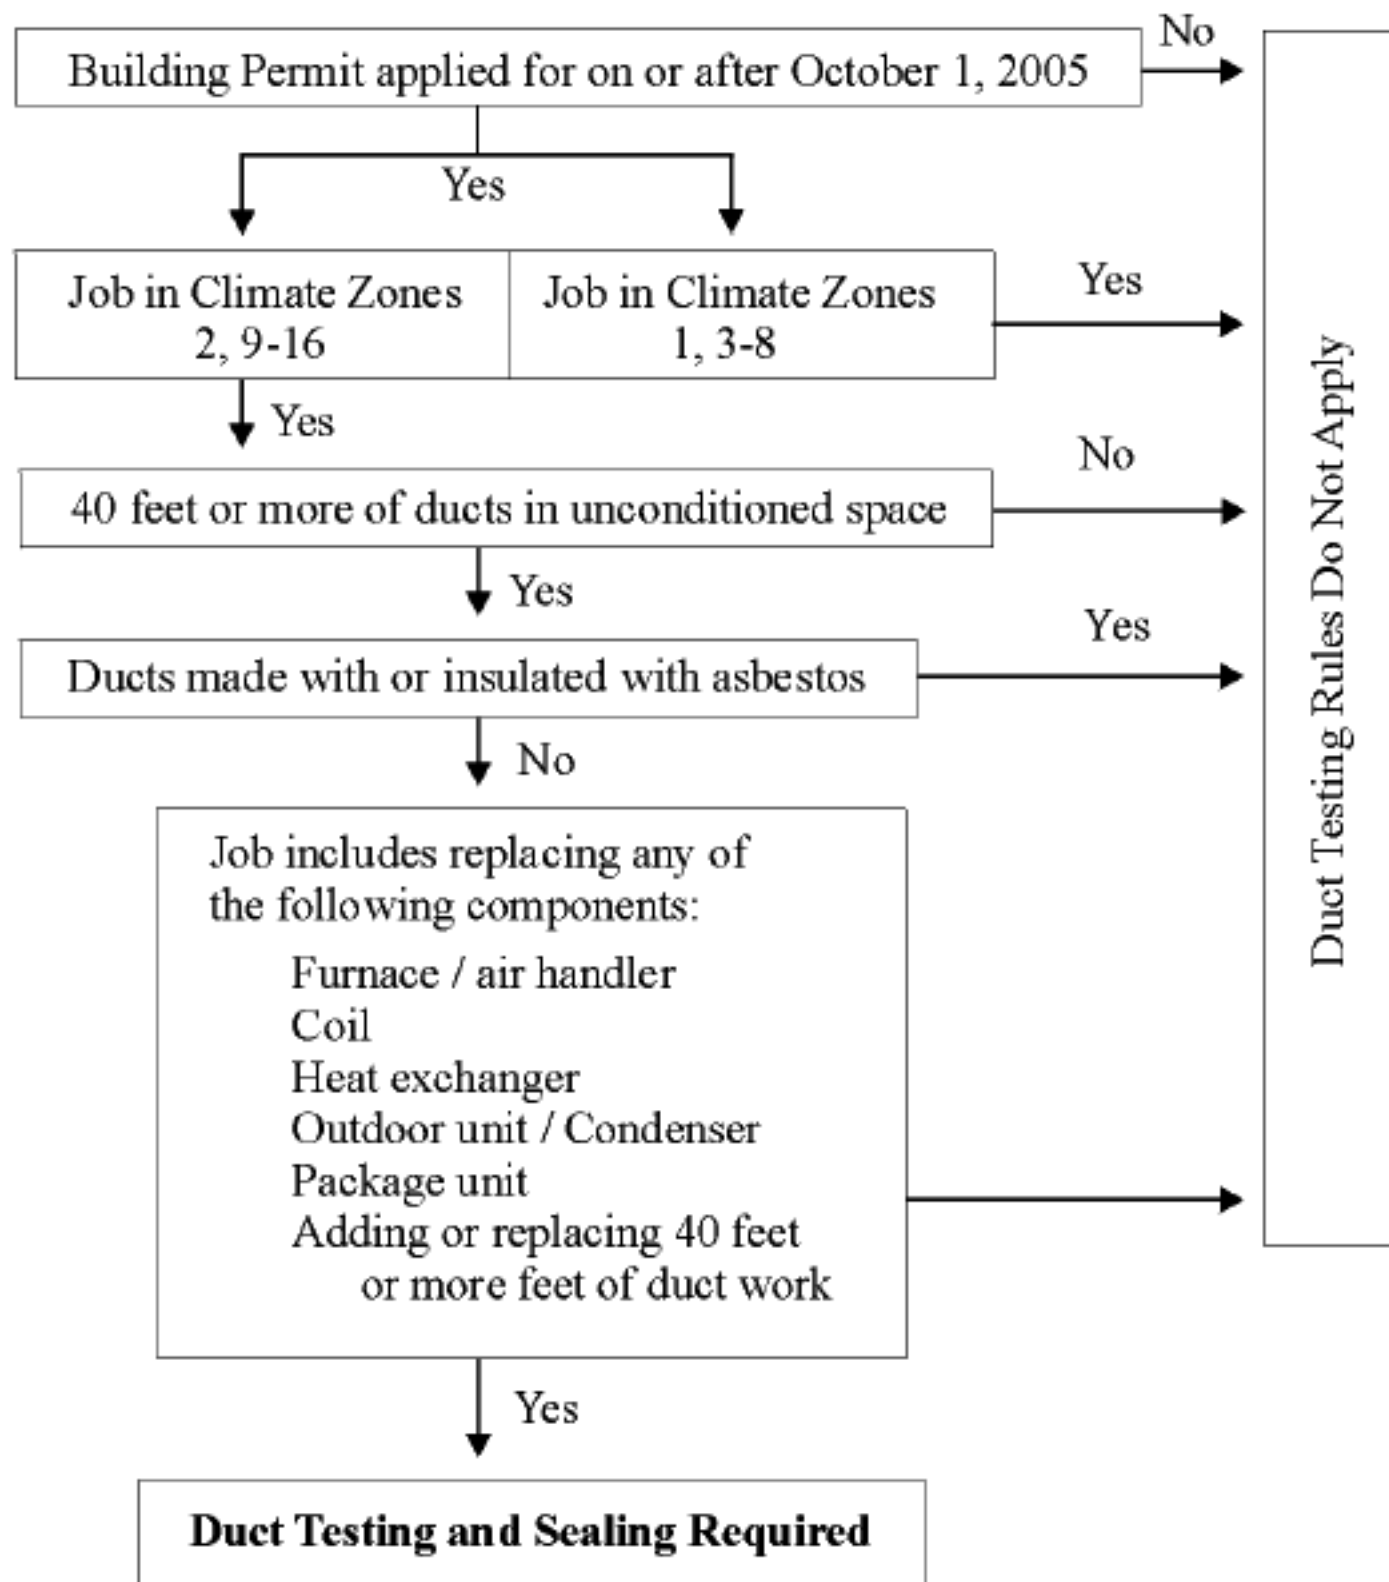 No
Building Permit applied for on or after October 1, 2005
Yes
Job in Climate Zones
2, 9-16
Job in Climate Zones
1, 3-8
Yes
Yes
40 feet or more of ducts in unconditioned space
No
Yes
Ducts made with or insulated with asbestos
Yes
No
Job includes replacing any of
the following components:
Furnace / air handler
Coil
Heat exchanger
Outdoor unit / Condenser
Package unit
Adding or replacing 40 feet
or more feet of duct work
Yes
Duct Testing and Sealing Required
Duct Testing Rules Do Not Apply